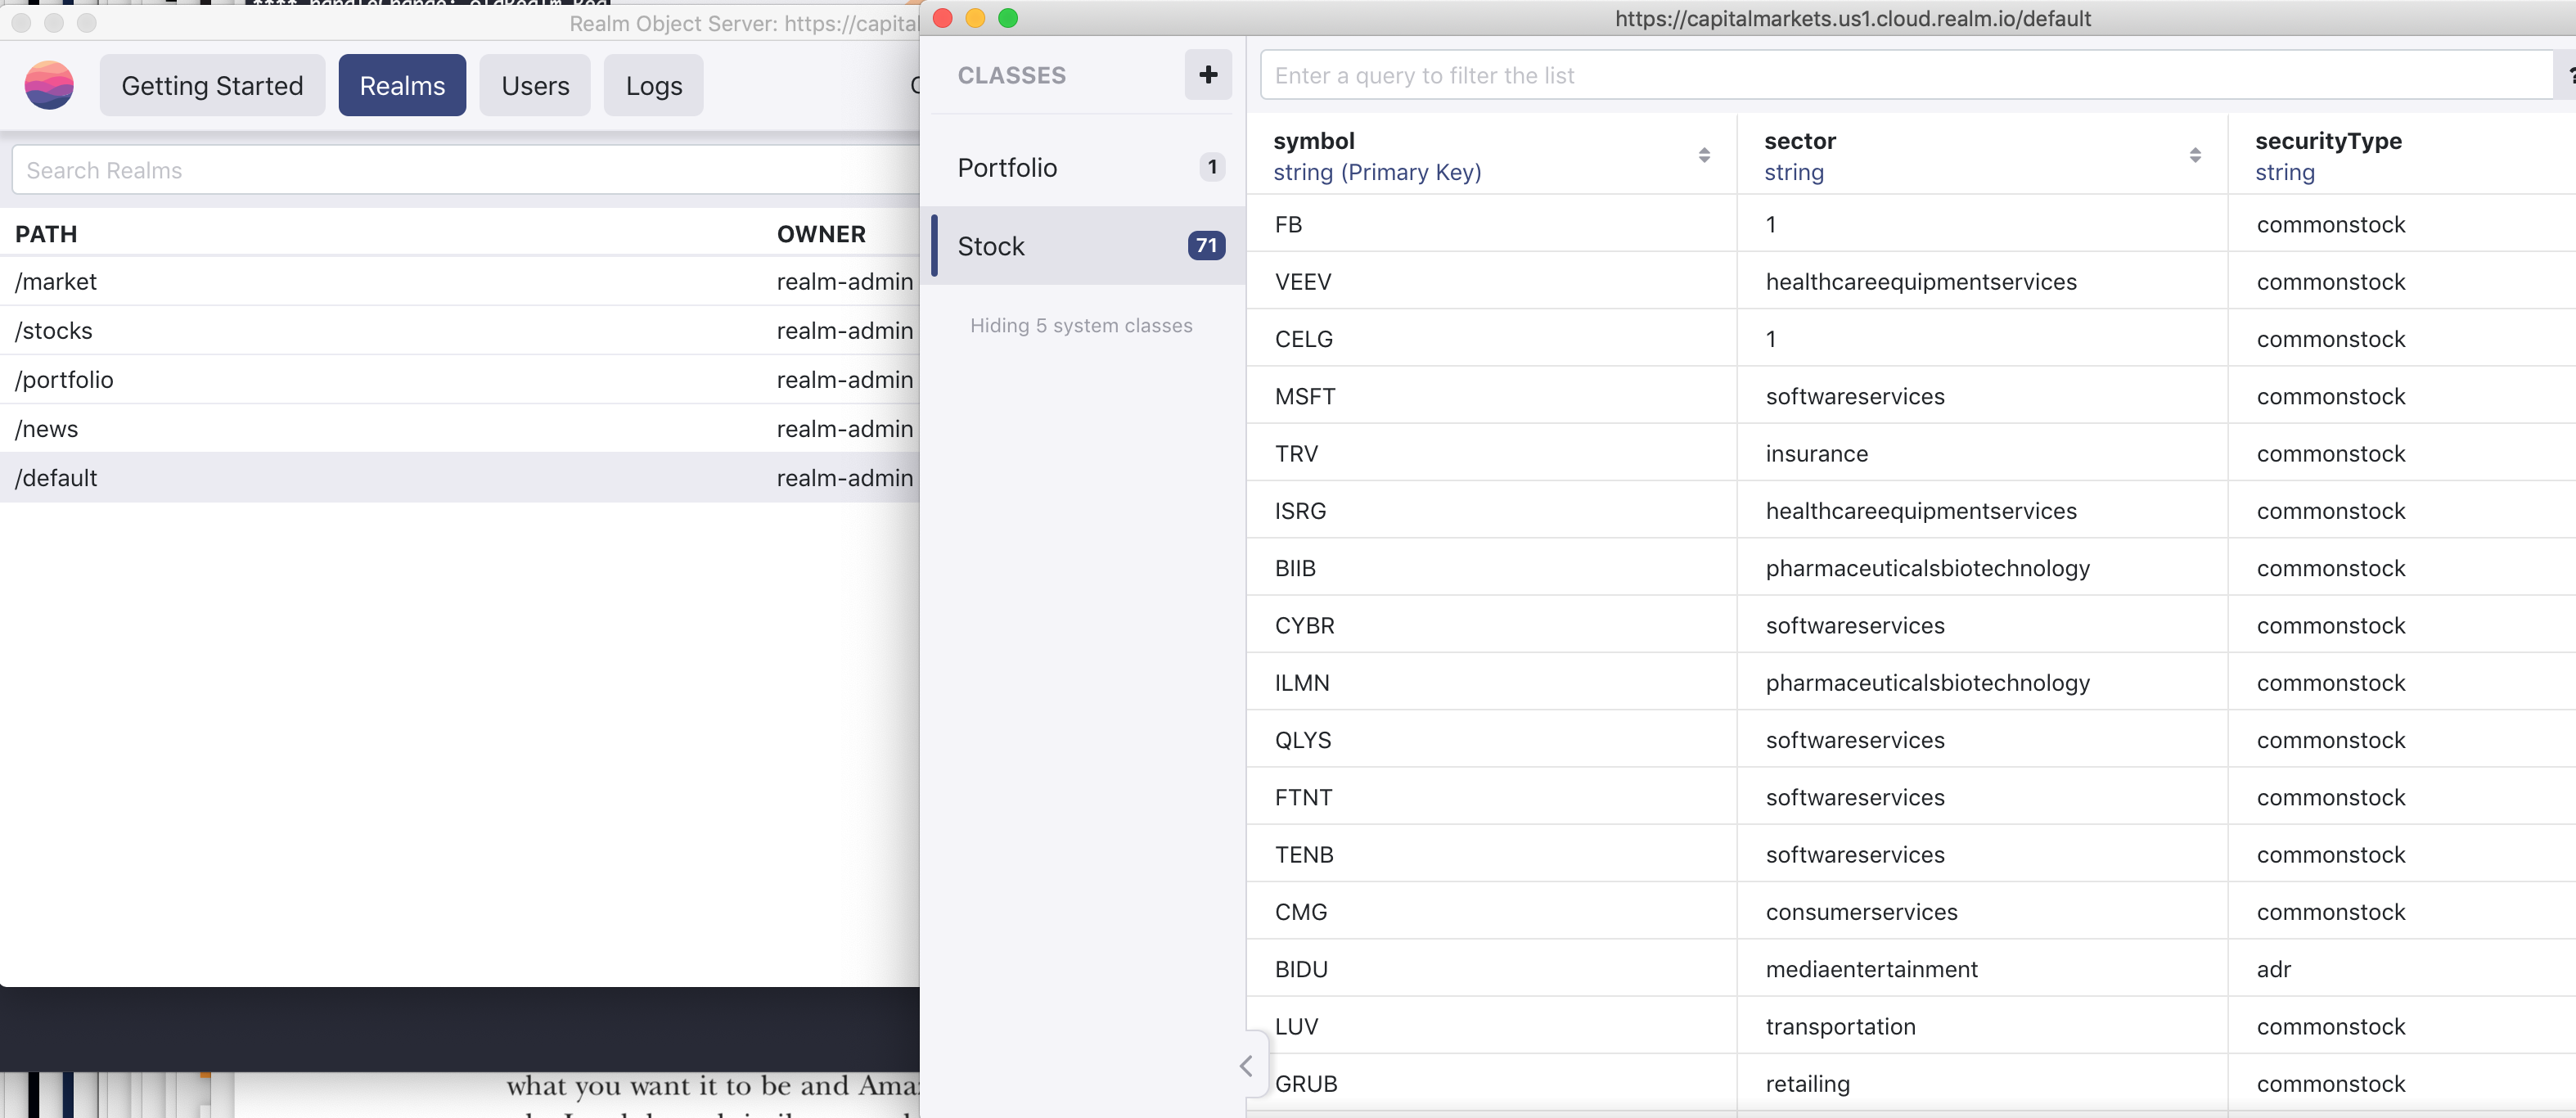 Realm Object Server: https://capital
Getting Started
Realms
Users
Logs
Search Realms
PATH OWNER
/market realm-admin
/stocks realm-admin
/portfolio realm-admin
/news realm-admin
/default realm-admin
what you want it to be and Ama
https://capitalmarkets.us1.cloud.realm.io/default
CLASSES +
Portfolio 1
Stock 71
Hiding 5 system classes
Enter a query to filter the list ?
symbol sector securityType
string (Primary Key) string string
FB 1 commonstock
VEEV healthcareequipmentservices commonstock
CELG 1 commonstock
MSFT softwareservices commonstock
TRV insurance commonstock
ISRG healthcareequipmentservices commonstock
BIIB pharmaceuticalsbiotechnology commonstock
CYBR softwareservices commonstock
ILMN pharmaceuticalsbiotechnology commonstock
QLYS softwareservices commonstock
FTNT softwareservices commonstock
TENB softwareservices commonstock
CMG consumerservices commonstock
BIDU mediaentertainment adr
LUV transportation commonstock
GRUB retailing commonstock